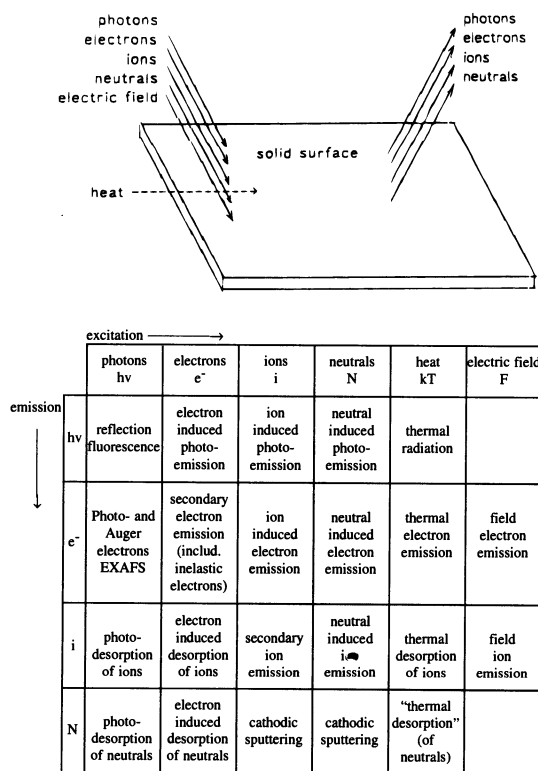 photons
electrons
ions
neutrals
electric field
heat
solid surface
photons
electrons
ions
neutrals
excitation
emission
photons
hν
electrons
e⁻
ions
i
neutrals
N
heat
kT
electric field
F
hν
reflection
fluorescence
electron
induced
photo-
emission
ion
induced
photo-
emission
neutral
induced
photo-
emission
thermal
radiation
e⁻
Photo- and
Auger
electrons
EXAFS
secondary
electron
emission
(includ.
inelastic
electrons)
ion
induced
electron
emission
neutral
induced
electron
emission
thermal
electron
emission
field
electron
emission
i
photo-
desorption
of ions
electron
induced
desorption
of ions
secondary
ion
emission
neutral
induced
emission
thermal
desorption
of ions
field
ion
emission
N
photo-
desorption
of neutrals
electron
induced
desorption
of neutrals
cathodic
sputtering
cathodic
sputtering
“thermal
desorption”
(of
neutrals)